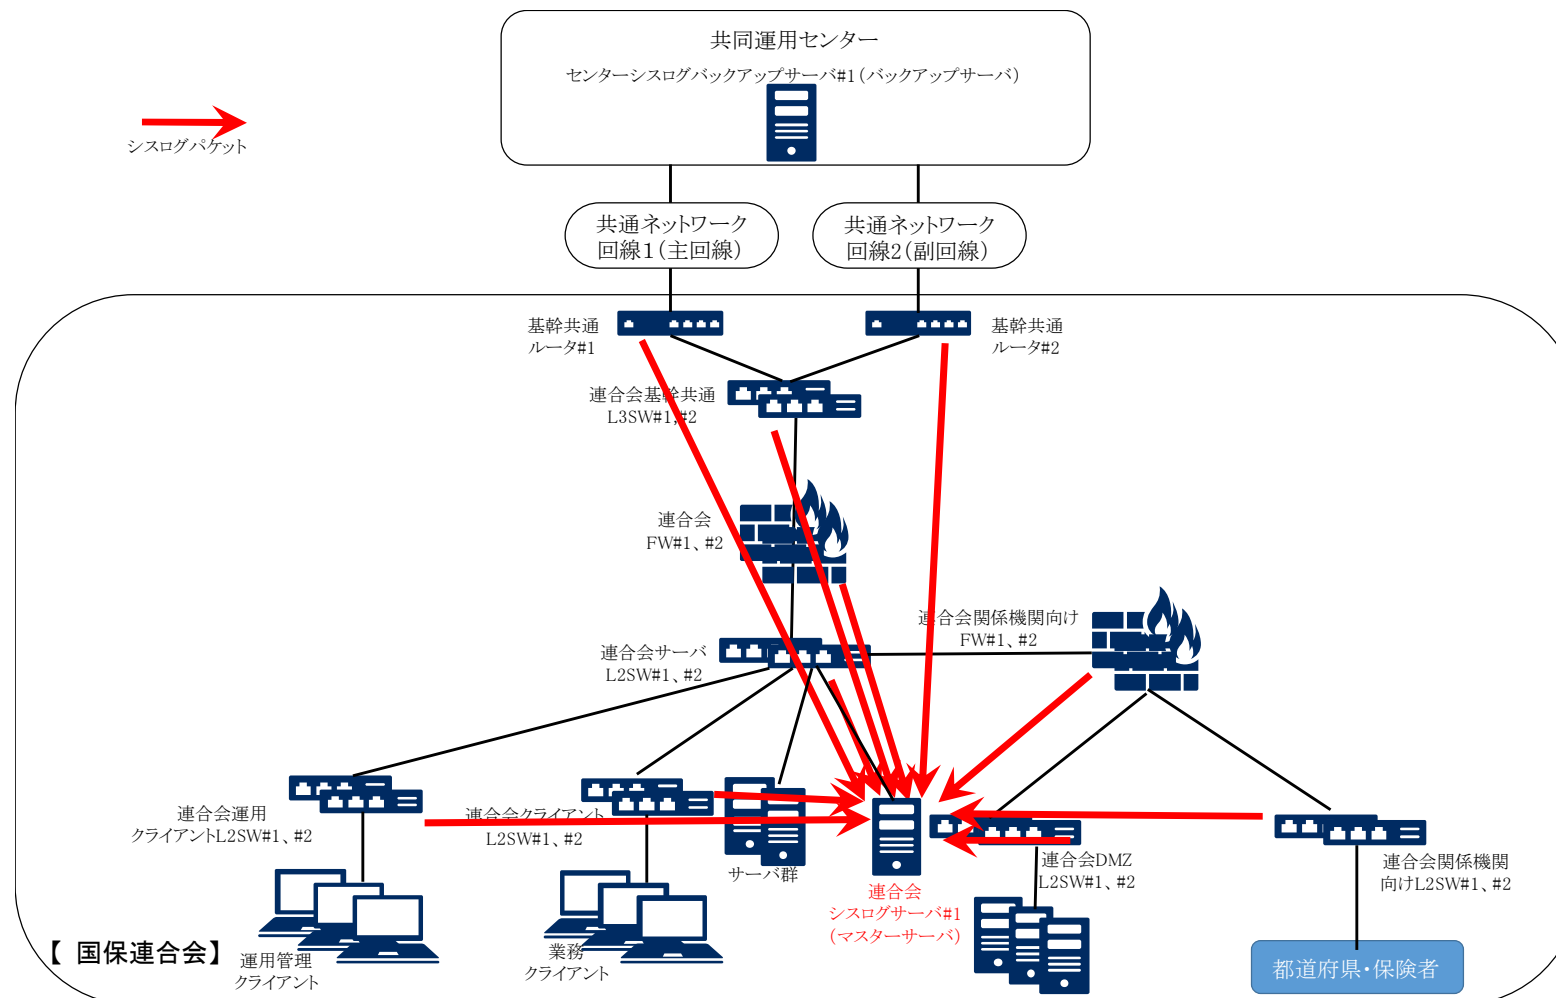 共同運用センター
センターシスログバックアップサーバ#1（バックアップサーバ）
シスログパケット
共通ネットワーク
回線１（主回線）
共通ネットワーク
回線2（副回線）
基幹共通
ルータ#1
基幹共通
ルータ#2
連合会基幹共通
L3SW#1,#2
連合会
FW#1、#2
連合会関係機関向け
FW#1、#2
連合会サーバ
L2SW#1、#2
連合会運用
クライアントL2SW#1、#2
連合会クライアント
L2SW#1、#2
サーバ群
連合会
シスログサーバ#1
（マスターサーバ）
連合会DMZ
L2SW#1、#2
連合会関係機関
向けL2SW#1、#2
【 国保連合会】
運用管理
クライアント
業務
クライアント
都道府県・保険者